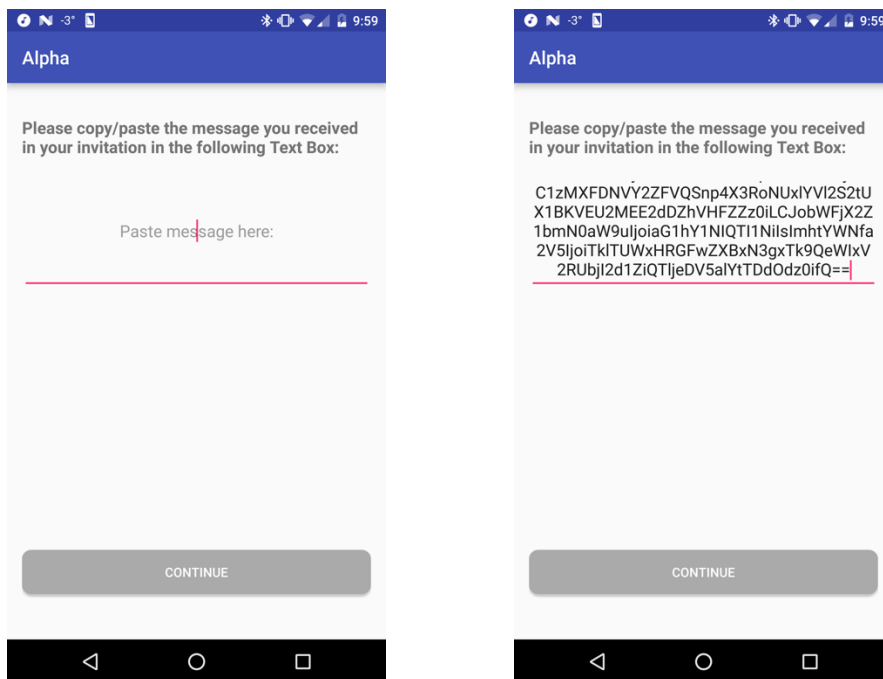 -3° 9:59
Alpha
Please copy/paste the message you received
in your invitation in the following Text Box:
Paste message here:
CONTINUE
-3° 9:59
Alpha
Please copy/paste the message you received
in your invitation in the following Text Box:
C1zMXFDNVY2ZFVQSnp4X3RoNUxlYVl2S2tU
X1BKVEU2MEE2dDZhVHFZZz0iLCJobWFjX2Z
1bmN0aW9uIjoiaG1hY1NIQTI1NiIsImhtYWNfa
2V5IjoiTklTUWxHRGFwZXBxN3gxTk9QeWIxV
2RUbjI2d1ZiQTljeDV5alYtTDdOdz0ifQ==
CONTINUE